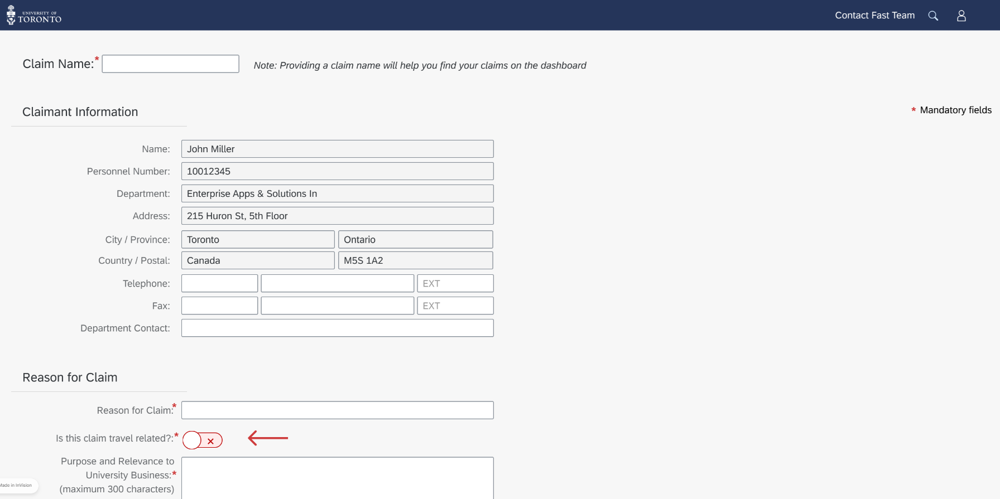 UNIVERSITY OF
TORONTO
Contact Fast Team
Claim Name:*
Note: Providing a claim name will help you find your claims on the dashboard
Claimant Information
* Mandatory fields
Name: John Miller
Personnel Number: 10012345
Department: Enterprise Apps & Solutions In
Address: 215 Huron St, 5th Floor
City / Province: Toronto Ontario
Country / Postal: Canada M5S 1A2
Telephone: EXT
Fax: EXT
Department Contact:
Reason for Claim
Reason for Claim:*
Is this claim travel related?:*
Purpose and Relevance to
University Business:*
(maximum 300 characters)
Made in InVision